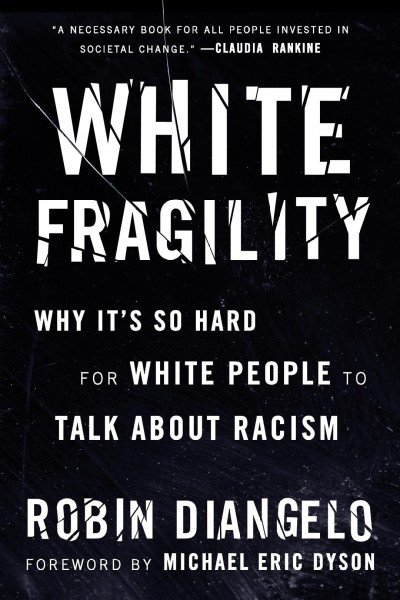 "A NECESSARY BOOK FOR ALL PEOPLE INVESTED IN
SOCIETAL CHANGE." —CLAUDIA RANKINE
WHITE
FRAGILITY
WHY IT'S SO HARD
FOR WHITE PEOPLE TO
TALK ABOUT RACISM
ROBIN DIANGELO
FOREWORD BY MICHAEL ERIC DYSON